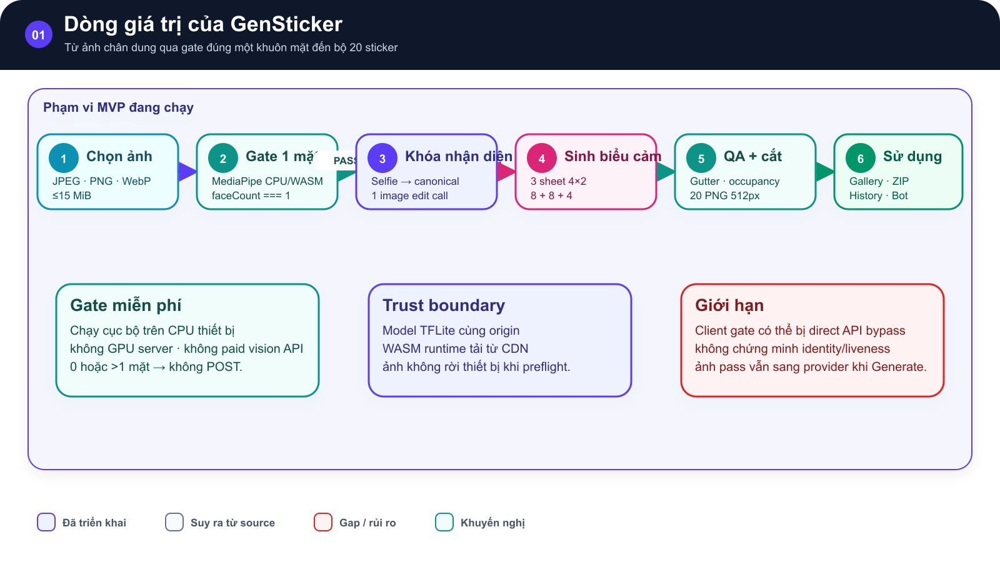 01
Dòng giá trị của GenSticker
Từ ảnh chân dung qua gate đúng một khuôn mặt đến bộ 20 sticker
Phạm vi MVP đang chạy
1
Chọn ảnh
JPEG · PNG · WebP
≤15 MiB
2
Gate 1 mặt
MediaPipe CPU/WASM
faceCount === 1
PASS
3
Khóa nhận diện
Selfie → canonical
1 image edit call
4
Sinh biểu cảm
3 sheet 4×2
8 + 8 + 4
5
QA + cắt
Gutter · occupancy
20 PNG 512px
6
Sử dụng
Gallery · ZIP
History · Bot
Gate miễn phí
Chạy cục bộ trên CPU thiết bị
không GPU server · không paid vision API
0 hoặc >1 mặt → không POST.
Trust boundary
Model TFLite cùng origin
WASM runtime tải từ CDN
ảnh không rời thiết bị khi preflight.
Giới hạn
Client gate có thể bị direct API bypass
không chứng minh identity/liveness
ảnh pass vẫn sang provider khi Generate.
Đã triển khai
Suy ra từ source
Gap / rủi ro
Khuyến nghị